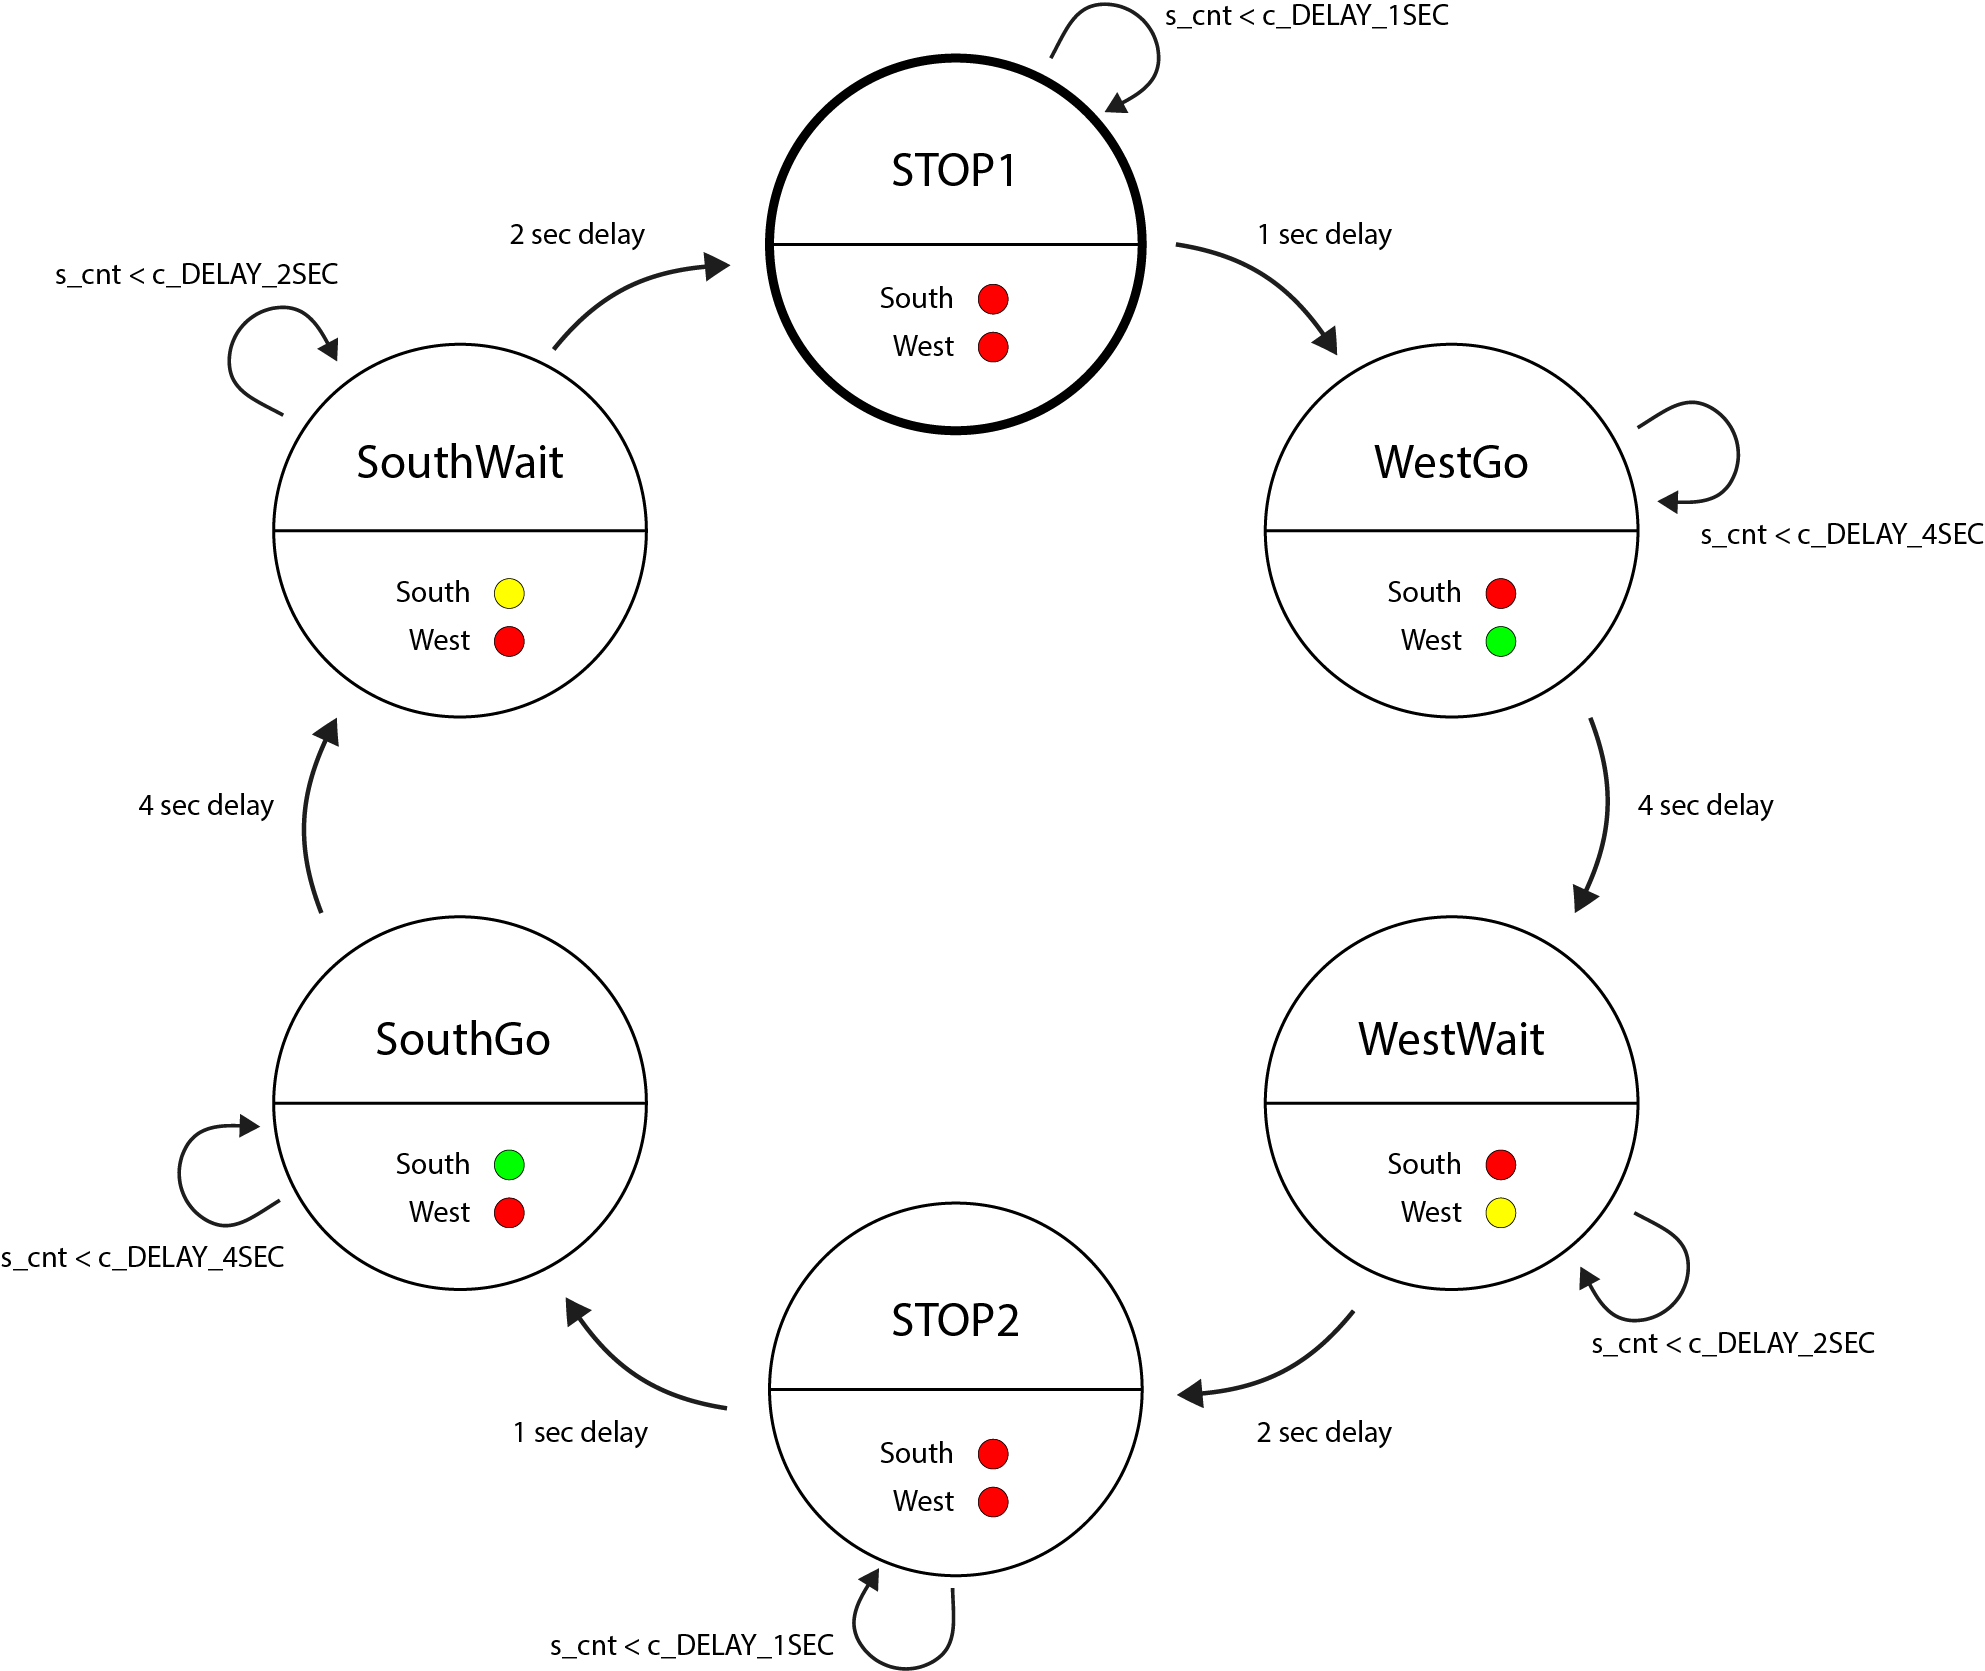 s_cnt < c_DELAY_1SEC
STOP1
South
West
2 sec delay
1 sec delay
s_cnt < c_DELAY_2SEC
SouthWait
South
West
WestGo
South
West
s_cnt < c_DELAY_4SEC
4 sec delay
4 sec delay
SouthGo
South
West
s_cnt < c_DELAY_4SEC
WestWait
South
West
s_cnt < c_DELAY_2SEC
STOP2
South
West
1 sec delay
2 sec delay
s_cnt < c_DELAY_1SEC